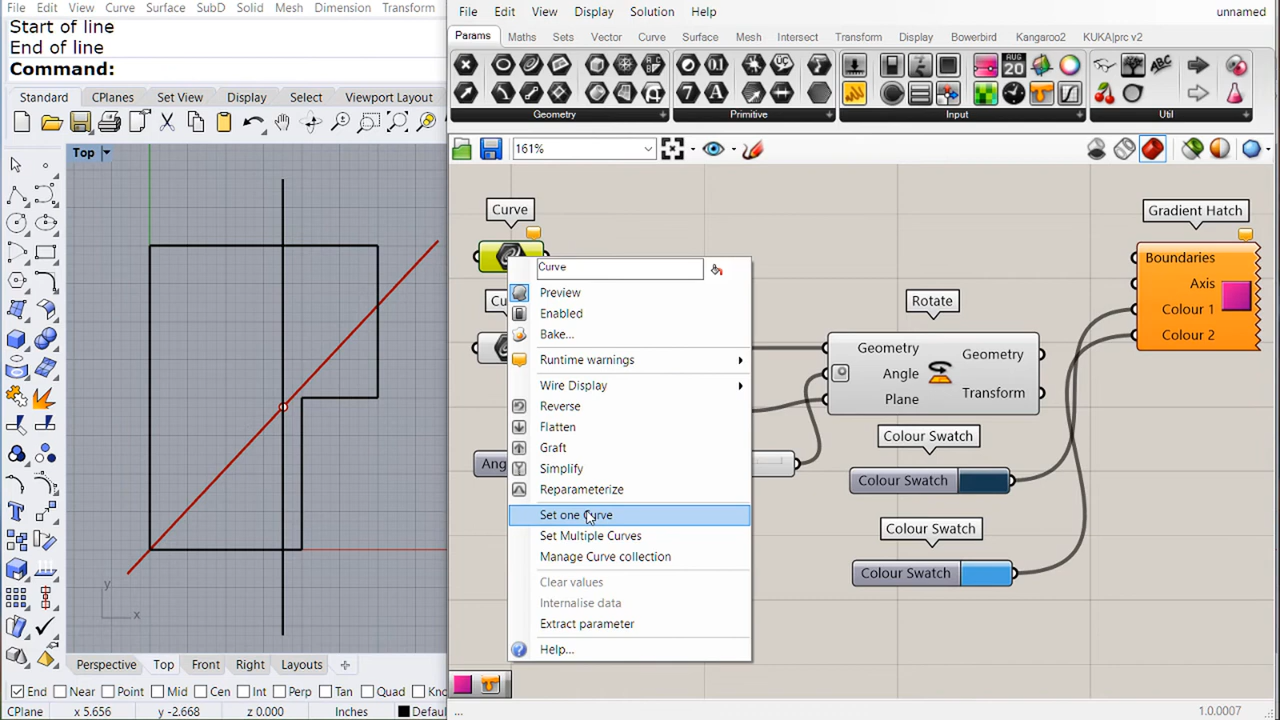 File Edit View Curve Surface SubD Solid Mesh Dimension Transform
Start of line
End of line
Command:
Standard CPlanes Set View Display Select Viewport Layout
Top
y
x
Perspective Top Front Right Layouts
End Near Point Mid Cen Int Perp Tan Quad Kno
CPlane x 5.656 y -2.668 z 0.000 Inches Defau
File Edit View Display Solution Help unnamed
Params Maths Sets Vector Curve Surface Mesh Intersect Transform Display Bowerbird Kangaroo2 KUKA|prc v2
Geometry Primitive Input Util
161%
Curve
Cu
Ang
Curve
Preview
Enabled
Bake...
Runtime warnings
Wire Display
Reverse
Flatten
Graft
Simplify
Reparameterize
Set one Curve
Set Multiple Curves
Manage Curve collection
Clear values
Internalise data
Extract parameter
Help...
Rotate
Geometry
Angle
Plane
Geometry
Transform
Colour Swatch
Colour Swatch
Colour Swatch
Colour Swatch
Gradient Hatch
Boundaries
Axis
Colour 1
Colour 2
...
1.0.0007